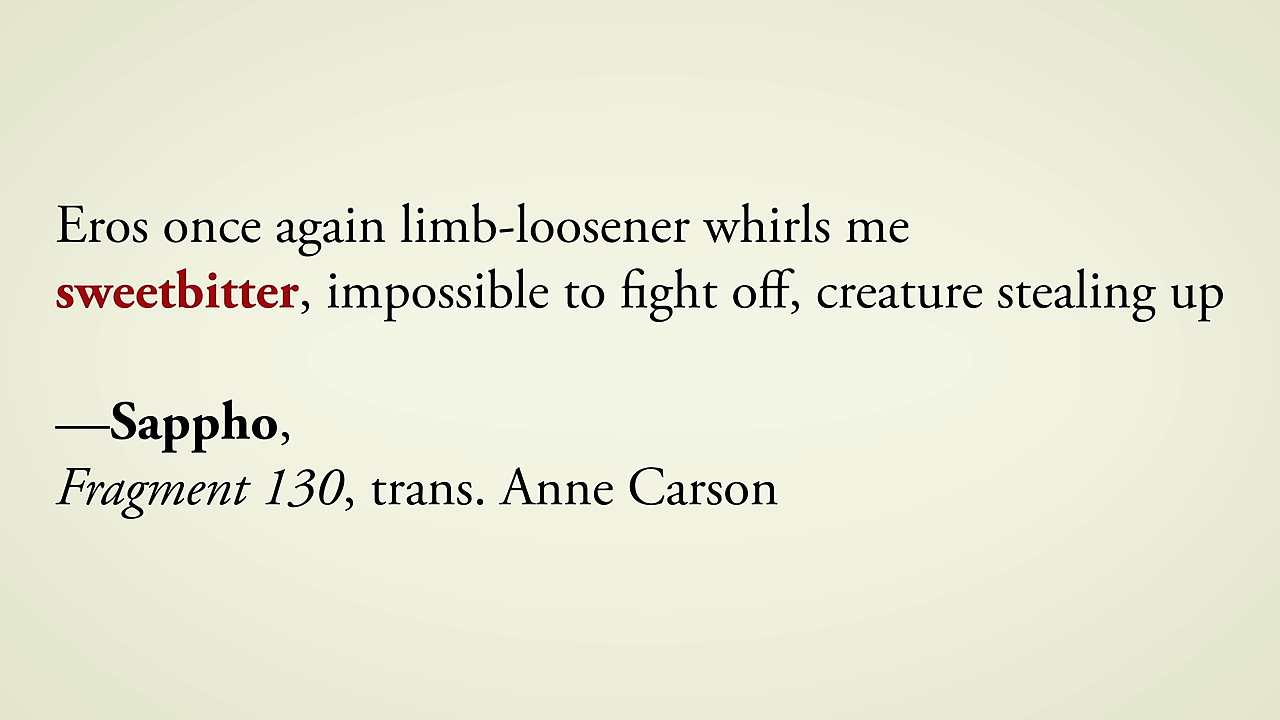 Eros once again limb-loosener whirls me
sweetbitter, impossible to fight off, creature stealing up
—Sappho,
Fragment 130, trans. Anne Carson